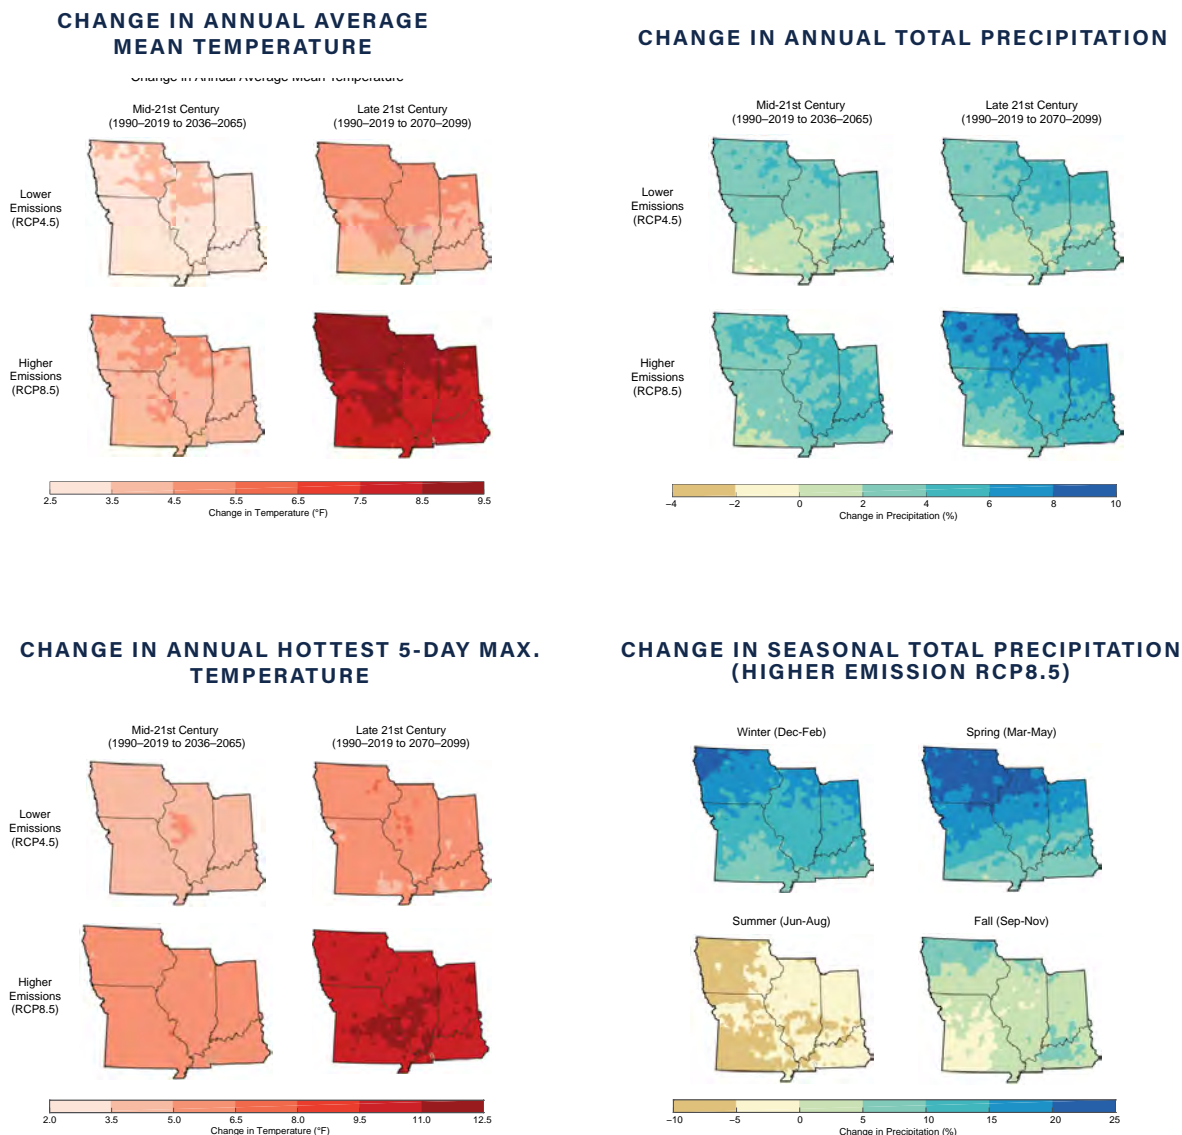 CHANGE IN ANNUAL AVERAGE
MEAN TEMPERATURE
Change in Annual Average Mean Temperature
Mid-21st Century
(1990–2019 to 2036–2065)
Late 21st Century
(1990–2019 to 2070–2099)
Lower
Emissions
(RCP4.5)
Higher
Emissions
(RCP8.5)
2.5 3.5 4.5 5.5 6.5 7.5 8.5 9.5
Change in Temperature (°F)
CHANGE IN ANNUAL TOTAL PRECIPITATION
Mid-21st Century
(1990–2019 to 2036–2065)
Late 21st Century
(1990–2019 to 2070–2099)
Lower
Emissions
(RCP4.5)
Higher
Emissions
(RCP8.5)
–4 –2 0 2 4 6 8 10
Change in Precipitation (%)
CHANGE IN ANNUAL HOTTEST 5-DAY MAX.
TEMPERATURE
Mid-21st Century
(1990–2019 to 2036–2065)
Late 21st Century
(1990–2019 to 2070–2099)
Lower
Emissions
(RCP4.5)
Higher
Emissions
(RCP8.5)
2.0 3.5 5.0 6.5 8.0 9.5 11.0 12.5
Change in Temperature (°F)
CHANGE IN SEASONAL TOTAL PRECIPITATION
(HIGHER EMISSION RCP8.5)
Winter (Dec-Feb)
Spring (Mar-May)
Summer (Jun-Aug)
Fall (Sep-Nov)
–10 –5 0 5 10 15 20 25
Change in Precipitation (%)